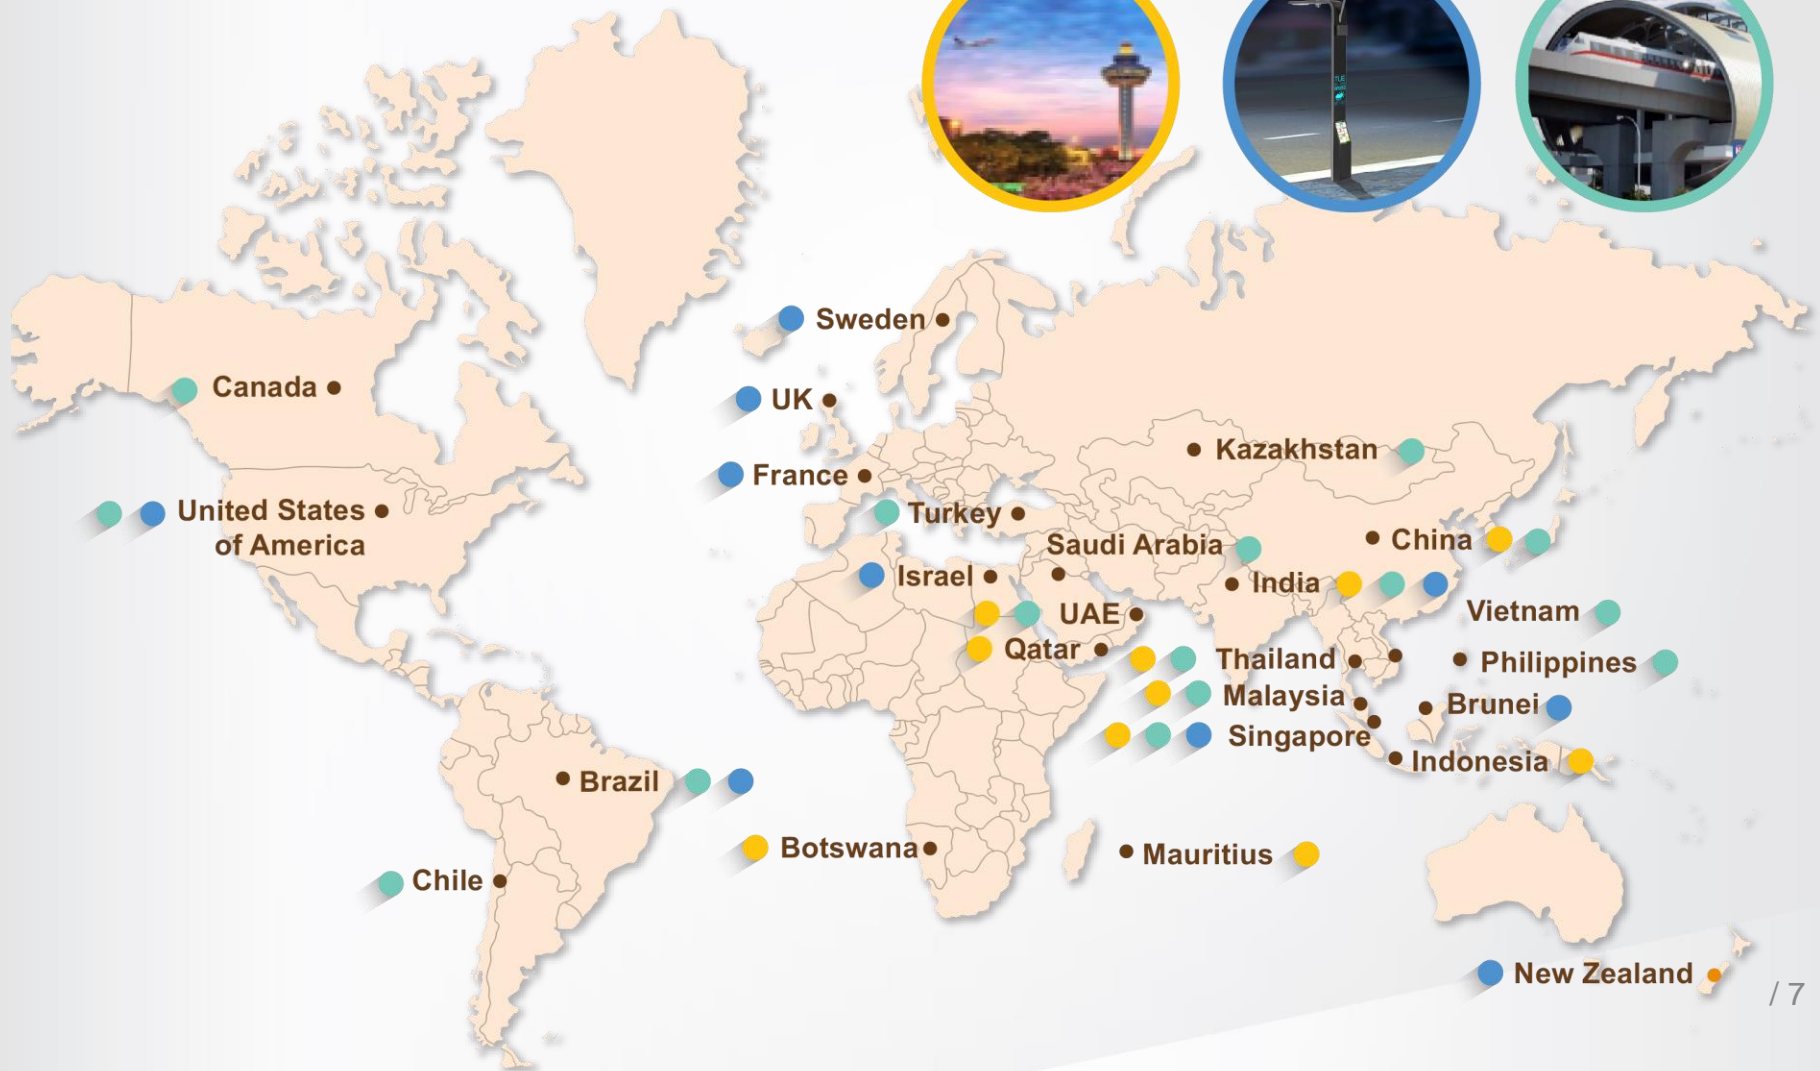 Sweden
Canada
UK
Kazakhstan
France
United States
of America
Turkey
Saudi Arabia
China
Israel
India
UAE
Vietnam
Qatar
Thailand
Philippines
Malaysia
Brunei
Singapore
Indonesia
Brazil
Botswana
Mauritius
Chile
New Zealand
/ 7